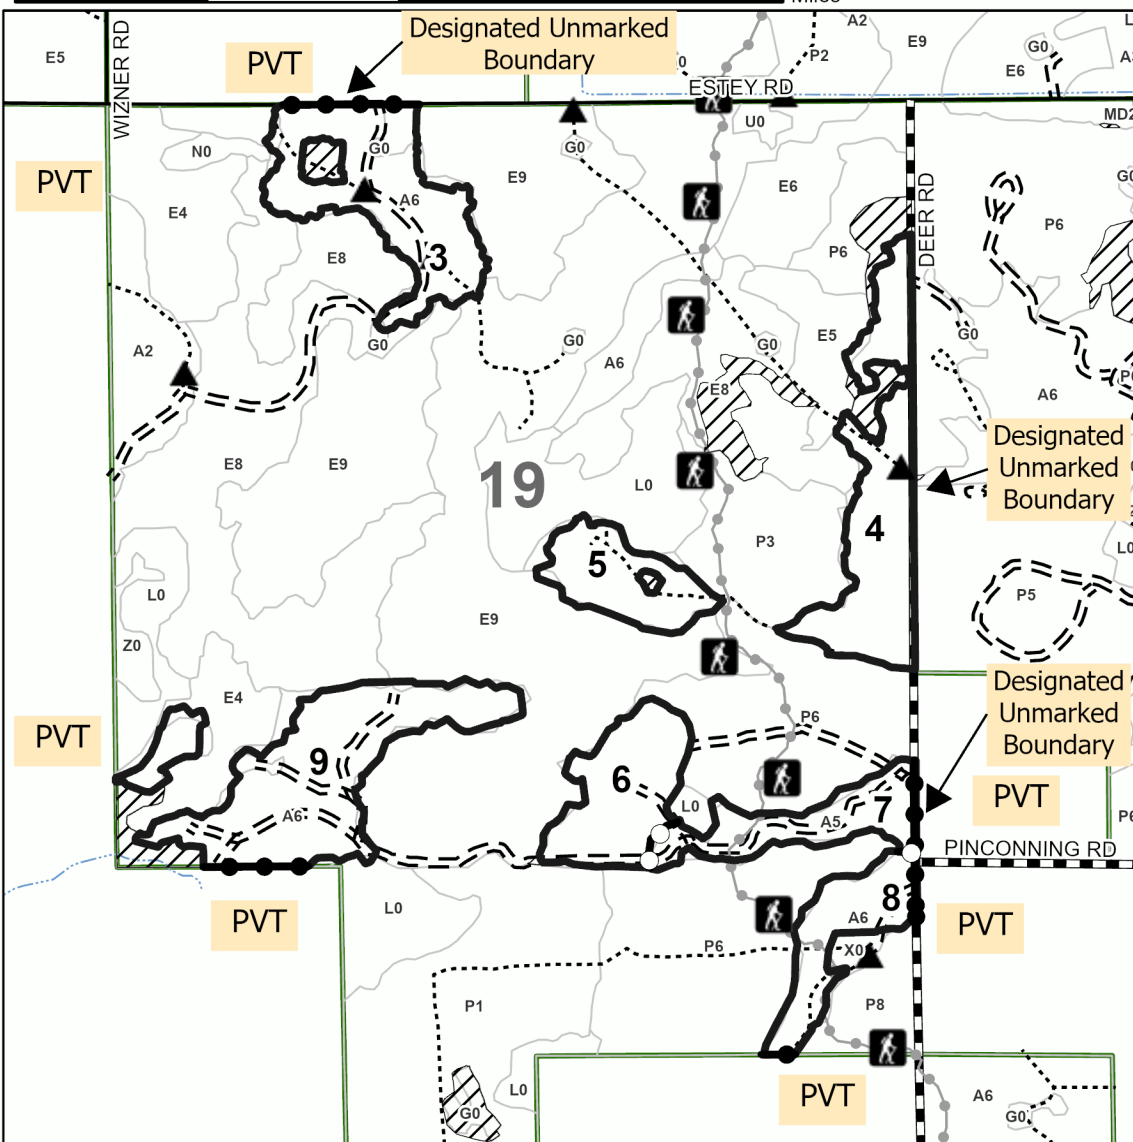 Miles
Designated Unmarked
Boundary
A2
L
E5
WIZNER RD
PVT
P2
E9
G0
A
E6
ESTEY RD
U0
MD2
N0
G0
G0
PVT
E9
E6
DEER RD
G0
A6
E4
P6
E8
3
P6
G0
A2
G0
G0
G0
E5
A6
E8
A6
P
Designated
Unmarked
Boundary
E8
E9
19
L0
P3
4
5
L0
L0
P5
E9
Z0
Designated
Unmarked
Boundary
E4
PVT
P6
9
6
L0
7
PVT
A6
A5
P6
PINCONNING RD
8
L0
PVT
A6
PVT
P6
X0
P1
P8
L0
PVT
A6
G0
G0